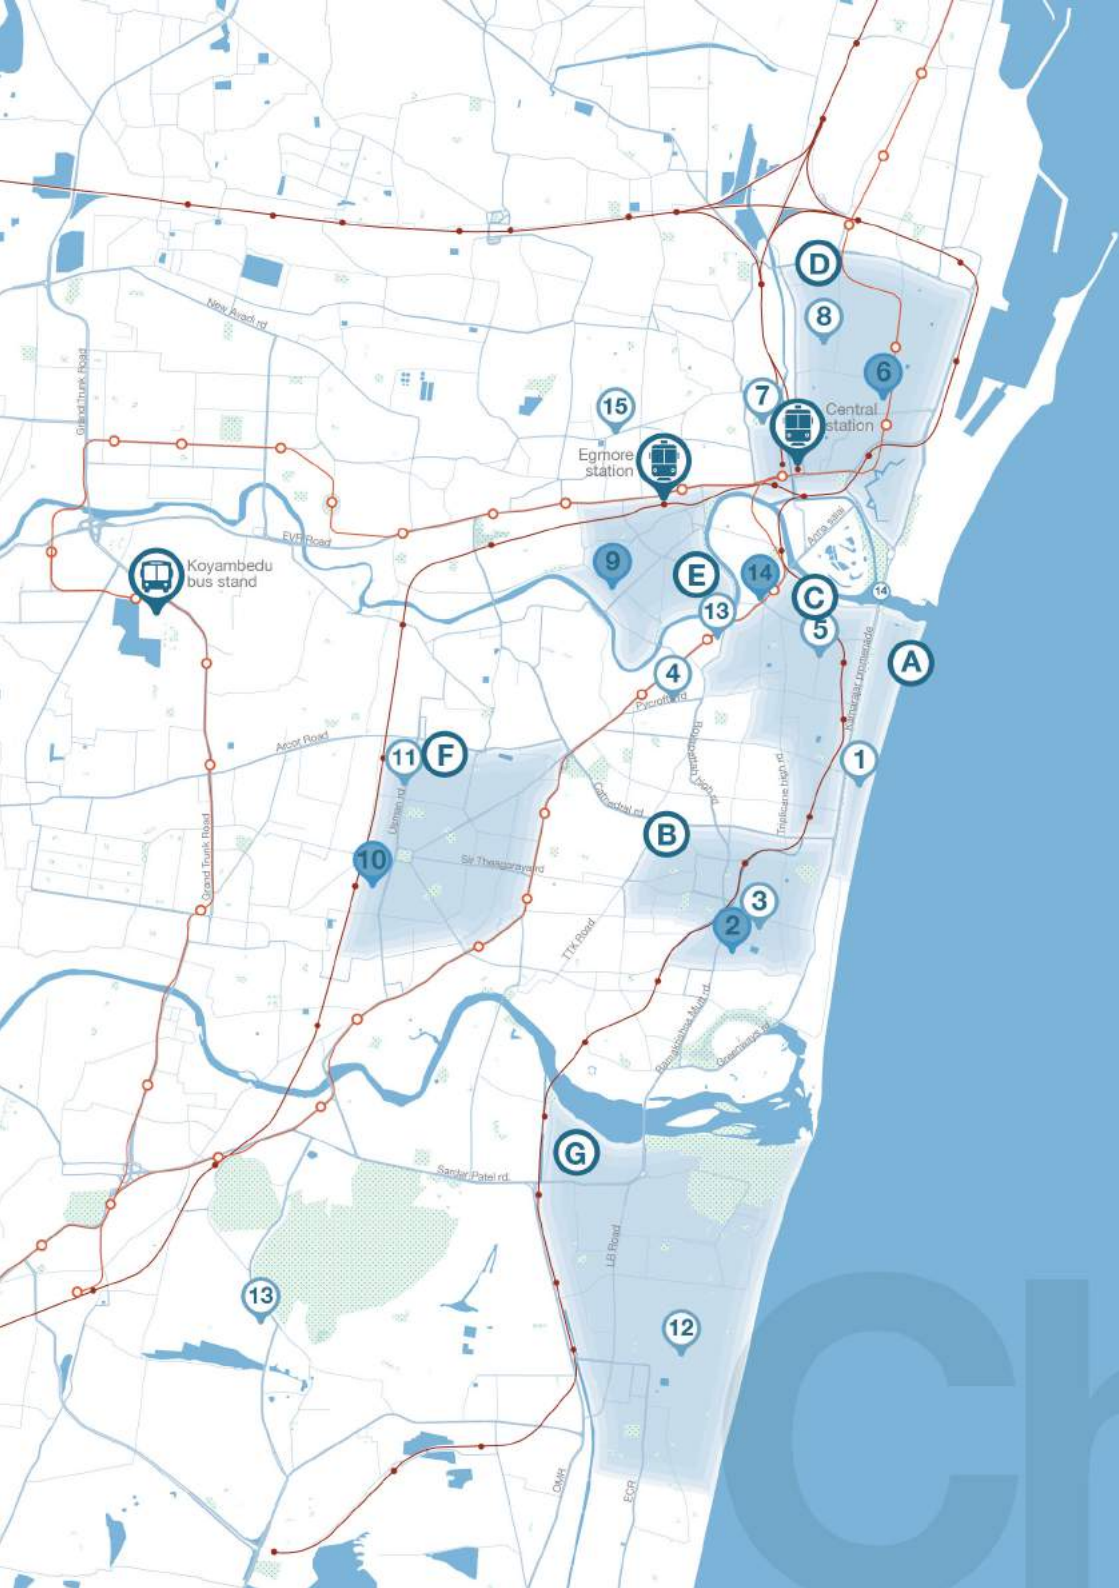 D
New Avadi rd
8
6
Grand Trunk Road
7
15
Central
station
Egmore
station
Anna salai
EVR Road
9
E
14
Koyambedu
bus stand
14
C
13
5
Kamarajar promenade
A
4
Pycrofts rd
Arcot Road
11
F
Royapettah high rd
1
Triplicane high rd
Usman rd
Cathedral rd
B
Grand Trunk Road
10
Sir Theagaraya rd
3
2
TTK Road
Ramakrishna Mutt rd
Greenways rd
G
Sardar Patel rd
LB Road
13
12
Ch
OMR
ECR